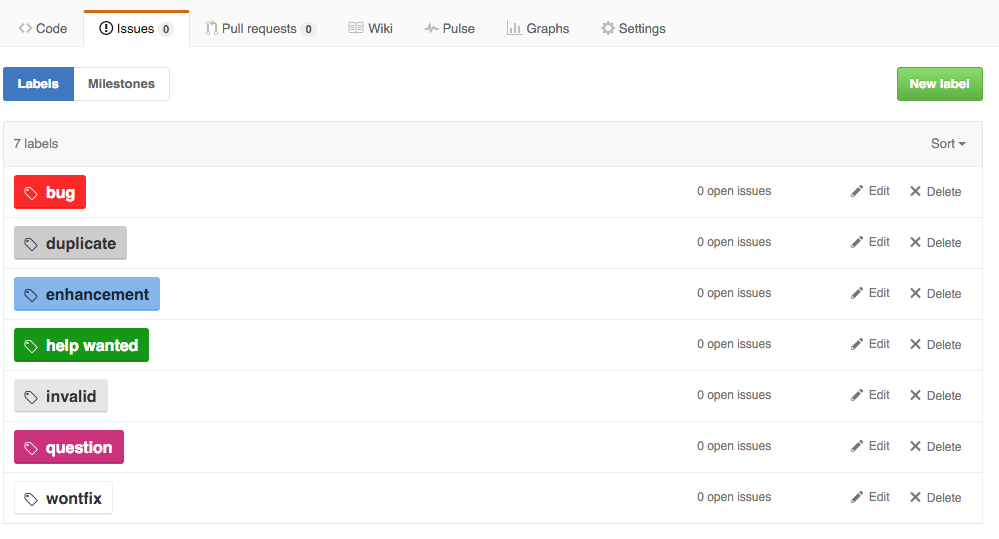 Code Issues 0 Pull requests 0 Wiki Pulse Graphs Settings
Labels Milestones New label
7 labels Sort
bug 0 open issues Edit Delete
duplicate 0 open issues Edit Delete
enhancement 0 open issues Edit Delete
help wanted 0 open issues Edit Delete
invalid 0 open issues Edit Delete
question 0 open issues Edit Delete
wontfix 0 open issues Edit Delete